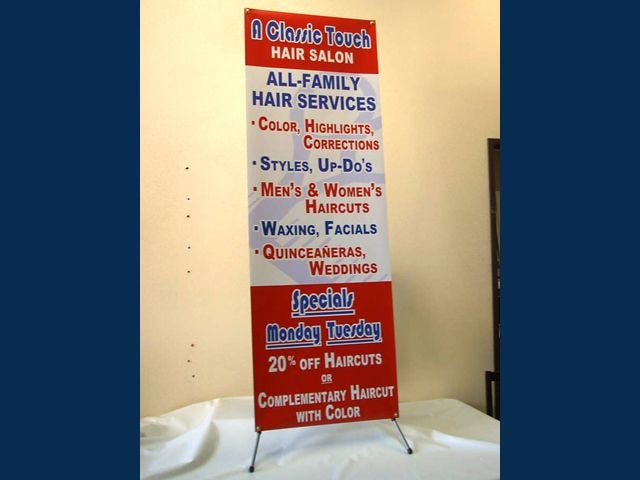 A Classic Touch
HAIR SALON
ALL-FAMILY
HAIR SERVICES
· COLOR, HIGHLIGHTS,
CORRECTIONS
· STYLES, UP-DO'S
· MEN'S & WOMEN'S
HAIRCUTS
· WAXING, FACIALS
· QUINCEAÑERAS,
WEDDINGS
Specials
Monday Tuesday
20% OFF HAIRCUTS
OR
COMPLEMENTARY HAIRCUT
WITH COLOR